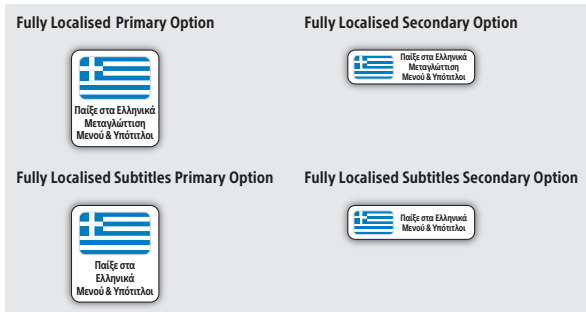 Fully Localised Primary Option
Παίξε στα Ελληνικά
Μεταγλώττιση
Μενού & Υπότιτλοι
Fully Localised Secondary Option
Παίξε στα Ελληνικά
Μεταγλώττιση
Μενού & Υπότιτλοι
Fully Localised Subtitles Primary Option
Παίξε στα
Ελληνικά
Μενού & Υπότιτλοι
Fully Localised Subtitles Secondary Option
Παίξε στα Ελληνικά
Μενού & Υπότιτλοι